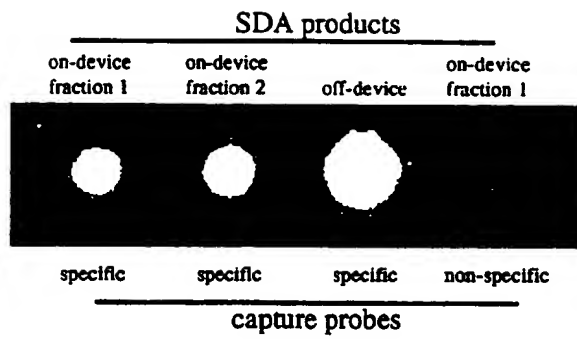 SDA products
on-device on-device on-device
fraction 1 fraction 2 off-device fraction 1
specific specific specific non-specific
capture probes